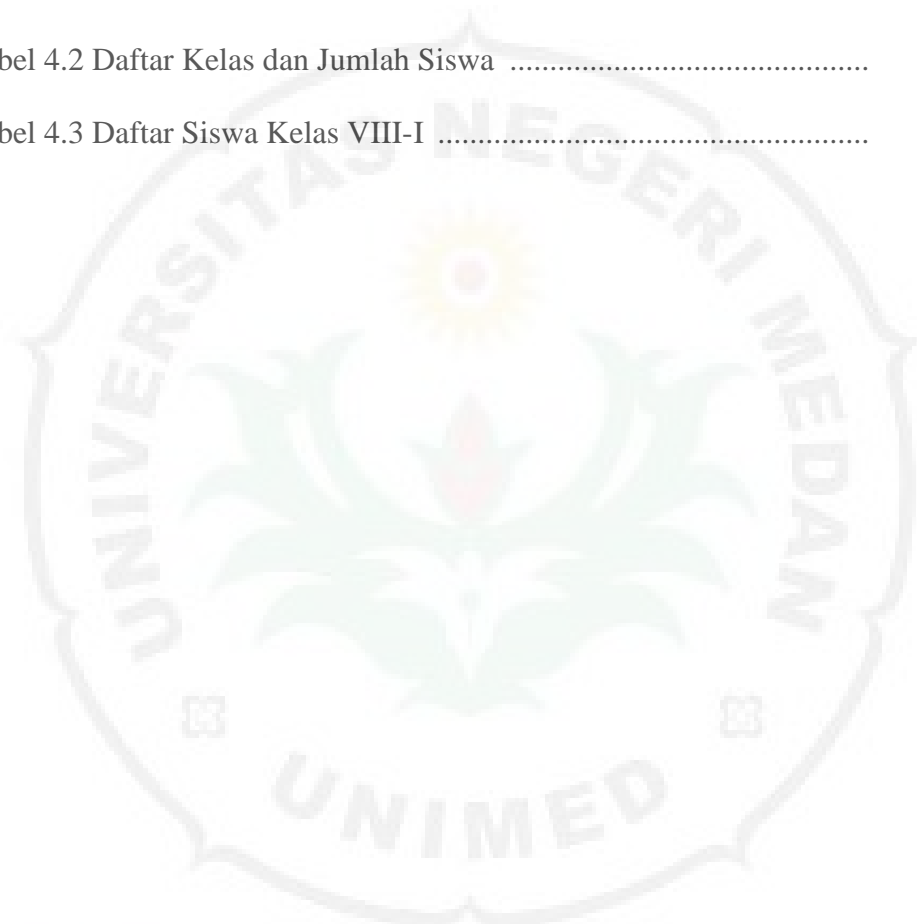 bel 4.2 Daftar Kelas dan Jumlah Siswa .............................................
bel 4.3 Daftar Siswa Kelas VIII-I ......................................................
UNIVERSITAS NEGERI MEDAN
UNIMED